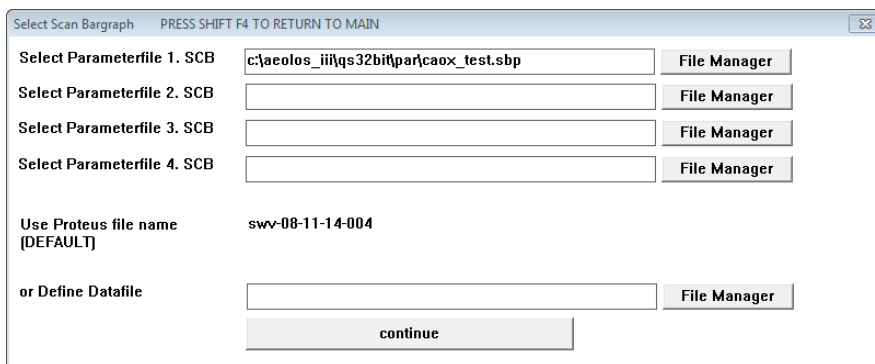 Select Scan Bargraph PRESS SHIFT F4 TO RETURN TO MAIN
Select Parameterfile 1. SCB c:\aeolos_iii\qs32bit\par\caox_test.sbp File Manager
Select Parameterfile 2. SCB File Manager
Select Parameterfile 3. SCB File Manager
Select Parameterfile 4. SCB File Manager
Use Proteus file name swv-08-11-14-004
(DEFAULT)
or Define Datafile File Manager
continue